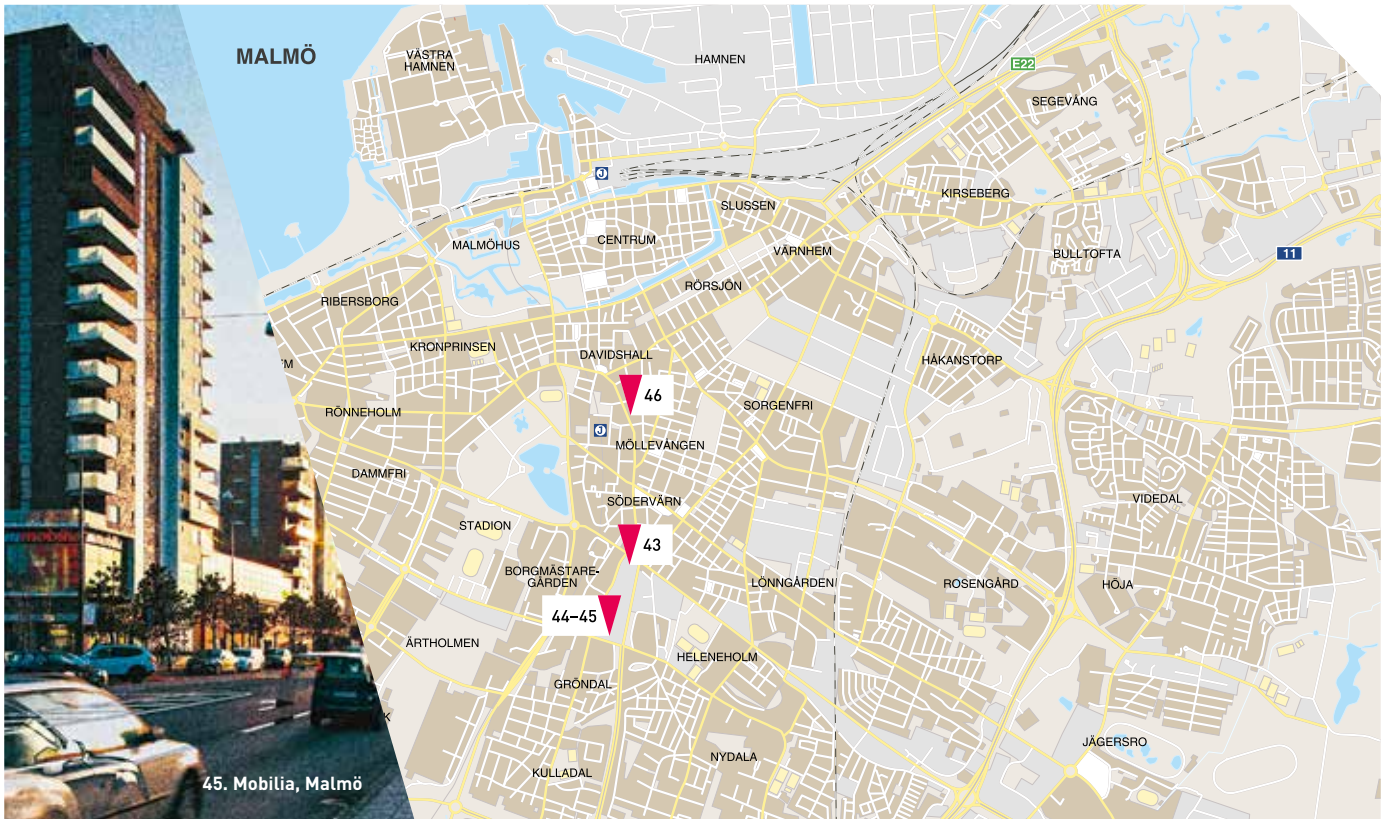 MALMÖ
VÄSTRA
HAMNEN
HAMNEN
E22
SEGEVÅNG
J
KIRSEBERG
SLUSSEN
CENTRUM
MALMÖHUS
VÄRNHEM
BULLTOFTA
11
RÖRSJÖN
RIBERSBORG
KRONPRINSEN
DAVIDSHALL
HÅKANSTORP
46
SORGENFRI
RÖNNEHOLM
J
MÖLLEVÅNGEN
DAMMFRI
SÖDERVÄRN
VIDEDAL
STADION
43
BORGMÄSTARE-
GÅRDEN
LÖNNGÅRDEN
ROSENGÅRD
HÖJA
44–45
ÄRTHOLMEN
HELENEHOLM
GRÖNDAL
K
JÄGERSRO
NYDALA
KULLADAL
45. Mobilia, Malmö